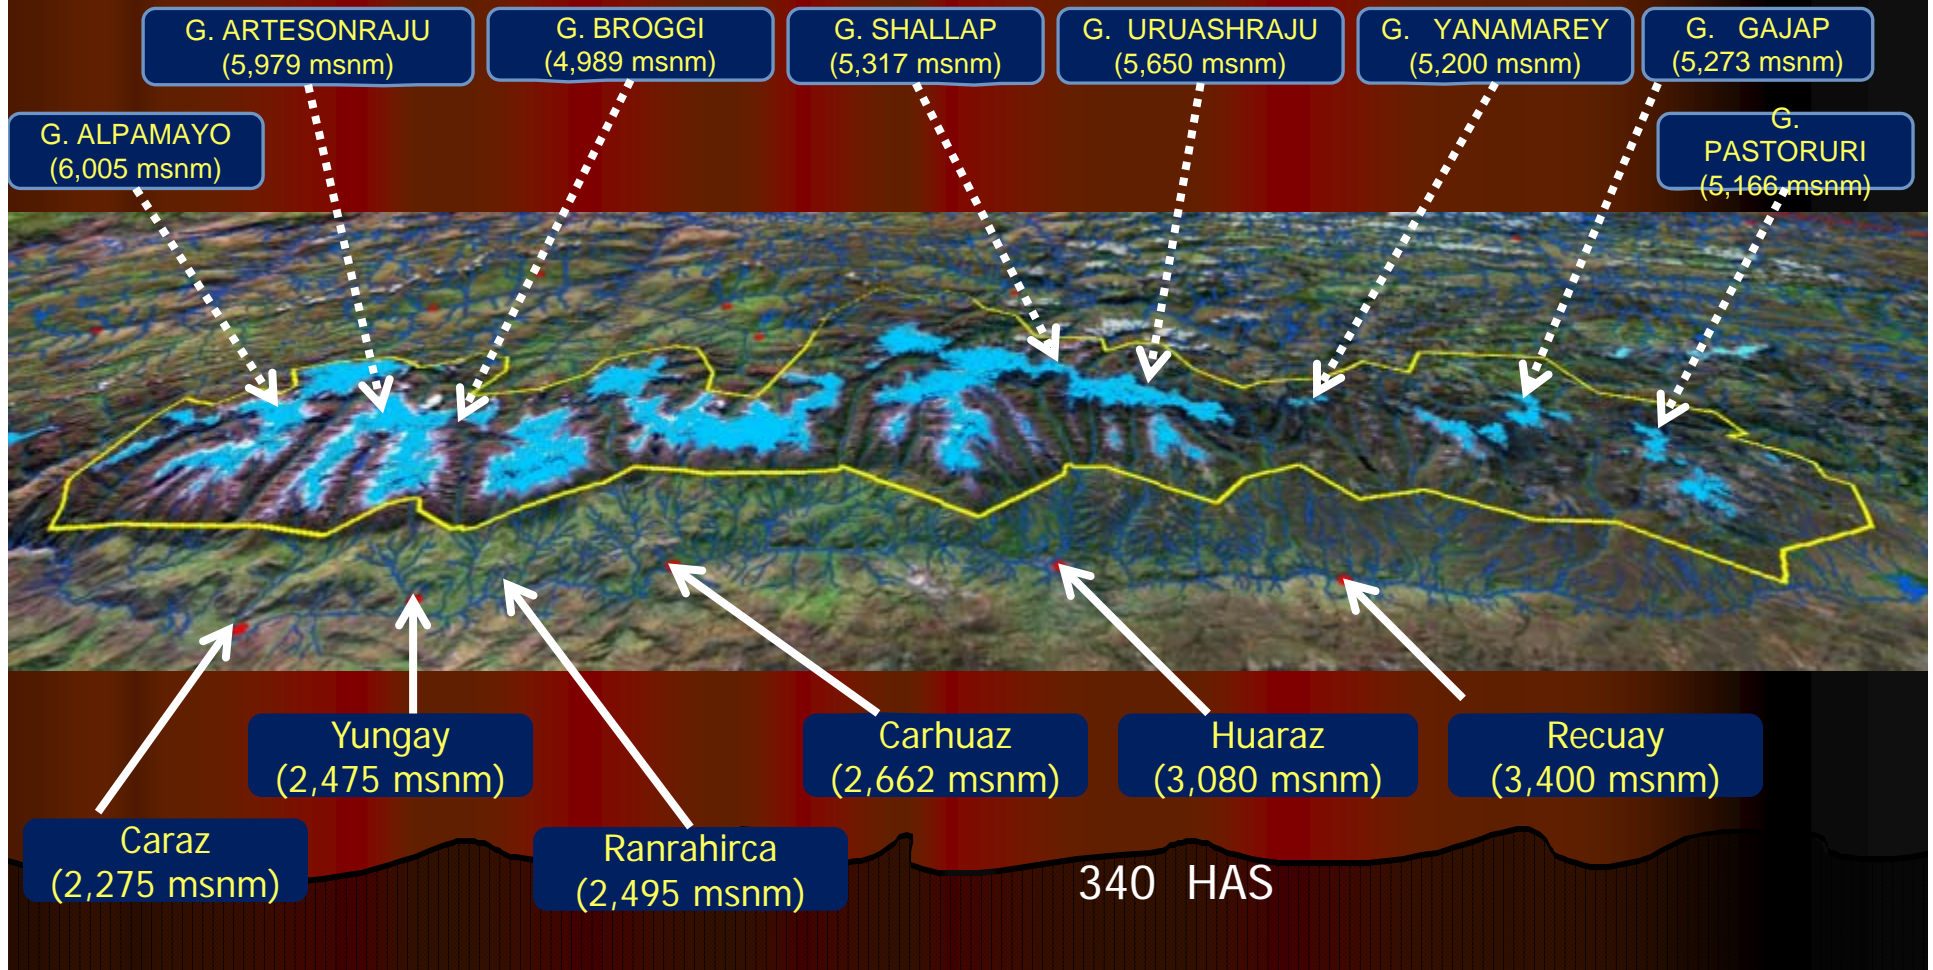 G. ARTESONRAJU
(5,979 msnm)
G. BROGGI
(4,989 msnm)
G. SHALLAP
(5,317 msnm)
G. URUASHRAJU
(5,650 msnm)
G. YANAMAREY
(5,200 msnm)
G. GAJAP
(5,273 msnm)
G. ALPAMAYO
(6,005 msnm)
G.
PASTORURI
(5,166 msnm)
Yungay
(2,475 msnm)
Carhuaz
(2,662 msnm)
Huaraz
(3,080 msnm)
Recuay
(3,400 msnm)
Caraz
(2,275 msnm)
Ranrahirca
(2,495 msnm)
340 HAS